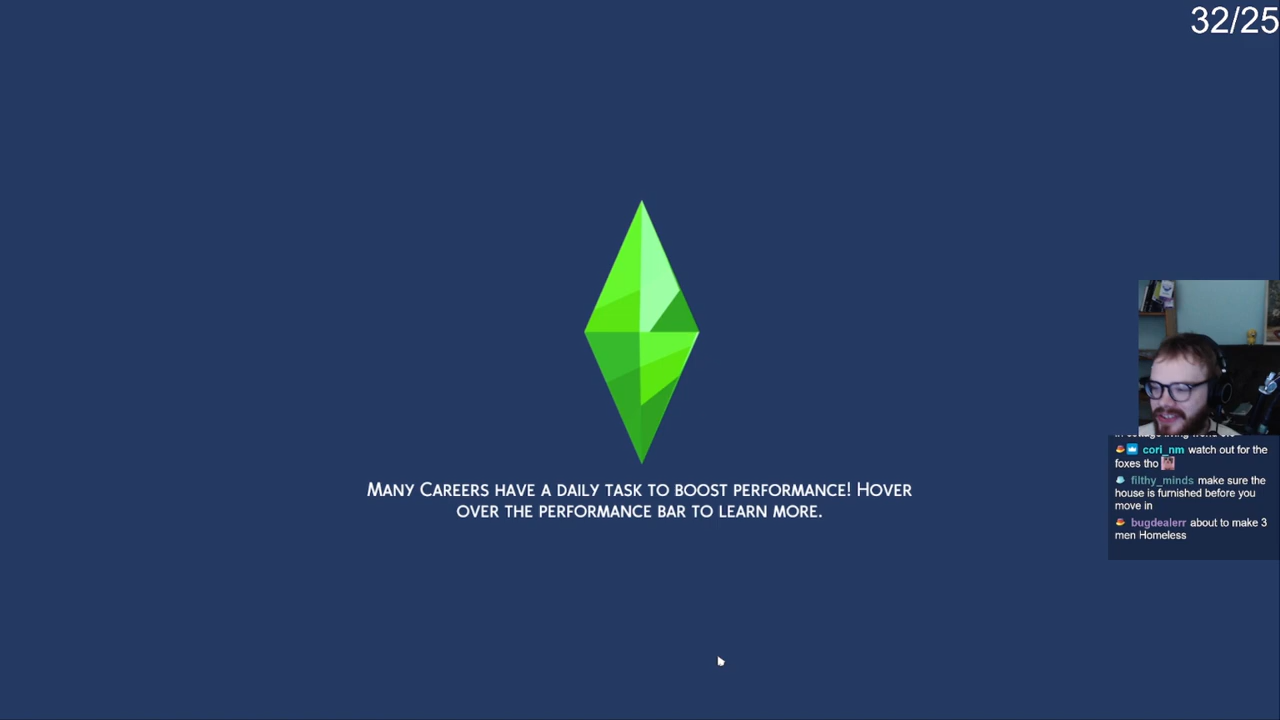 32/25
MANY CAREERS HAVE A DAILY TASK TO BOOST PERFORMANCE! HOVER
OVER THE PERFORMANCE BAR TO LEARN MORE.
cori_nm watch out for the
foxes tho
filthy_minds make sure the
house is furnished before you
move in
bugdealerr about to make 3
men Homeless